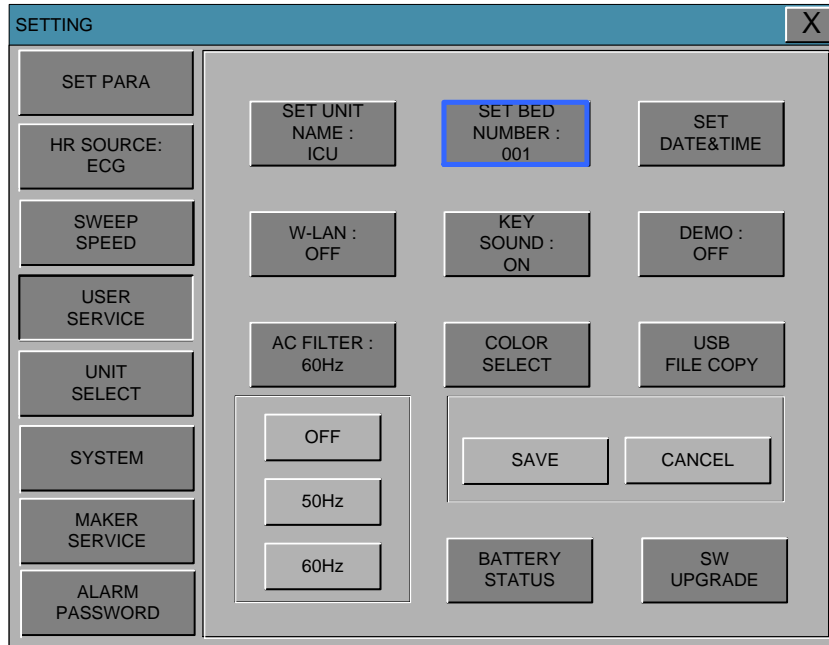 SETTING
X
SET PARA
HR SOURCE:
ECG
SWEEP
SPEED
USER
SERVICE
UNIT
SELECT
SYSTEM
MAKER
SERVICE
ALARM
PASSWORD
SET UNIT
NAME :
ICU
SET BED
NUMBER :
001
SET
DATE&TIME
W-LAN :
OFF
KEY
SOUND :
ON
DEMO :
OFF
AC FILTER :
60Hz
COLOR
SELECT
USB
FILE COPY
OFF
50Hz
60Hz
SAVE
CANCEL
BATTERY
STATUS
SW
UPGRADE